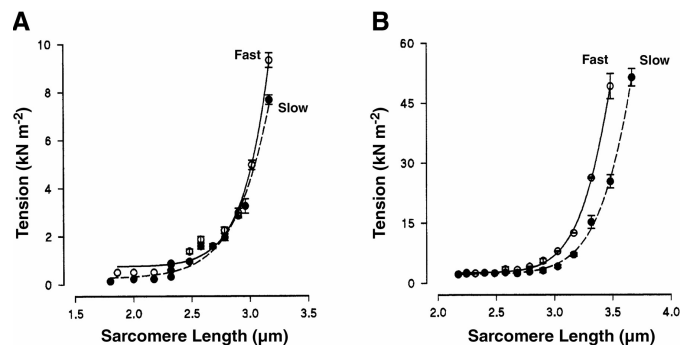 A
Tension (kN m-2)
10
8
6
4
2
0
Fast
Slow
1.5 2.0 2.5 3.0 3.5
Sarcomere Length (μm)
B
Tension (kN m-2)
60
45
30
15
0
Fast Slow
2.0 2.5 3.0 3.5 4.0
Sarcomere Length (μm)